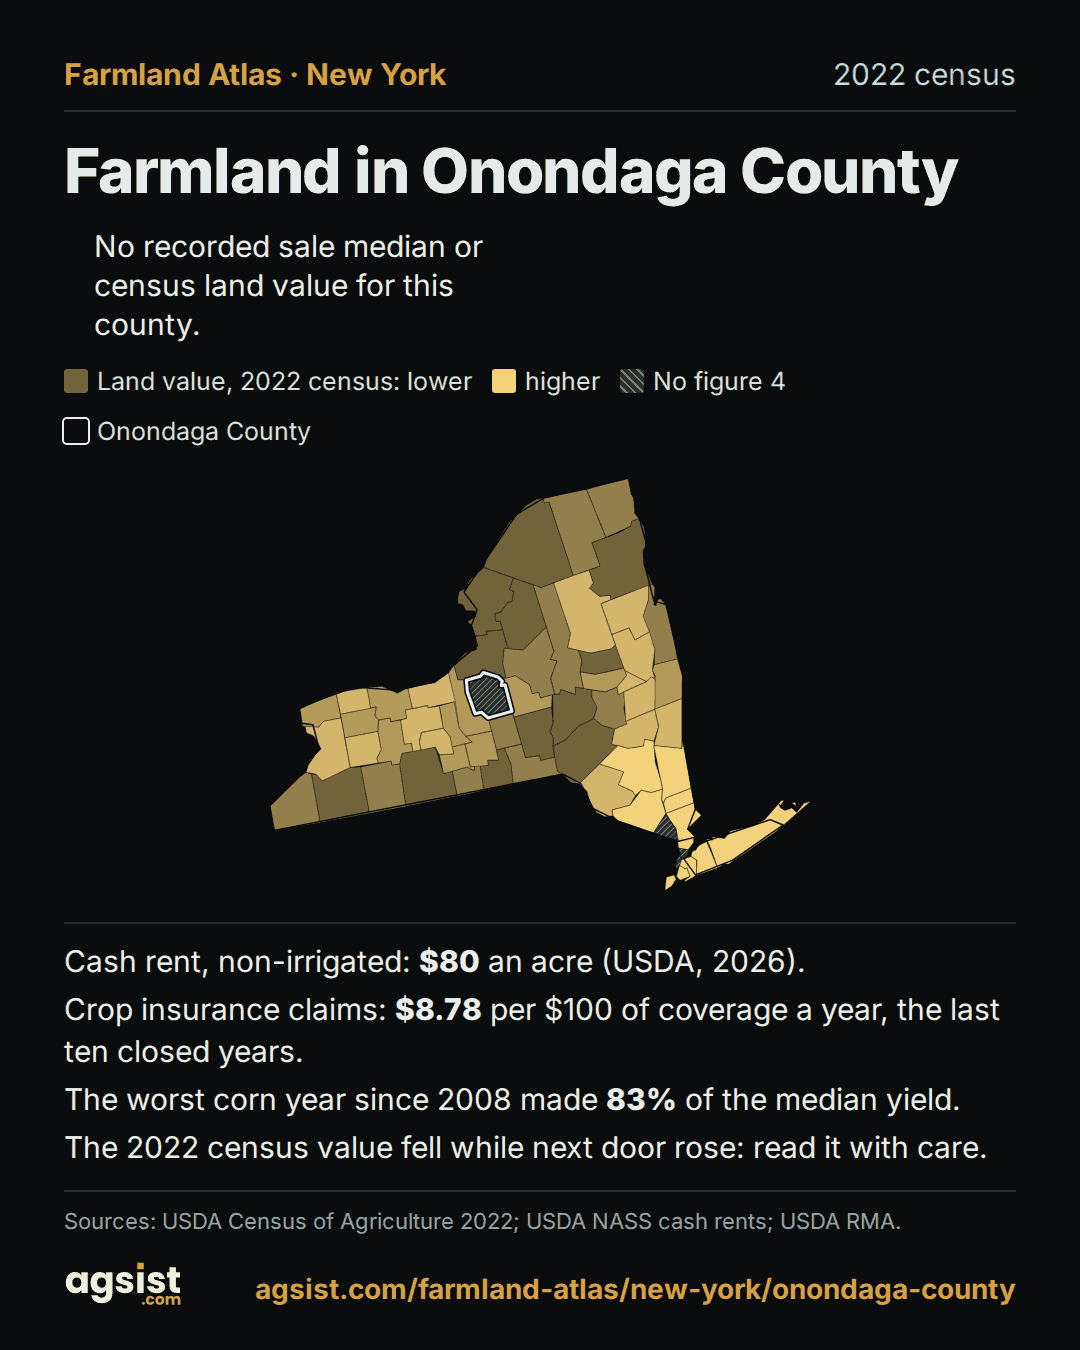 Farmland Atlas · New York
2022 census
Farmland in Onondaga County
No recorded sale median or
census land value for this
county.
Land value, 2022 census: lower
higher
No figure 4
Onondaga County
Cash rent, non-irrigated: $80 an acre (USDA, 2026).
Crop insurance claims: $8.78 per $100 of coverage a year, the last
ten closed years.
The worst corn year since 2008 made 83% of the median yield.
The 2022 census value fell while next door rose: read it with care.
Sources: USDA Census of Agriculture 2022; USDA NASS cash rents; USDA RMA.
agsist
.com
agsist.com/farmland-atlas/new-york/onondaga-county